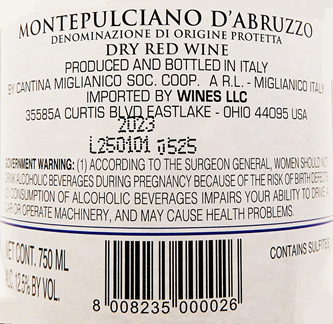 MONTEPULCIANO D'ABRUZZO
DENOMINAZIONE DI ORIGINE PROTETTA
DRY RED WINE
PRODUCED AND BOTTLED IN ITALY
BY CANTINA MIGLIANICO SOC. COOP. A R.L. - MIGLIANICO ITALY
IMPORTED BY WINES LLC
35585A CURTIS BLVD EASTLAKE - OHIO 44095 USA
2023
L250101 0525
GOVERNMENT WARNING: (1) ACCORDING TO THE SURGEON GENERAL, WOMEN SHOULD NOT
DRINK ALCOHOLIC BEVERAGES DURING PREGNANCY BECAUSE OF THE RISK OF BIRTH DEFECTS
CONSUMPTION OF ALCOHOLIC BEVERAGES IMPAIRS YOUR ABILITY TO DRIVE A
OR OPERATE MACHINERY, AND MAY CAUSE HEALTH PROBLEMS.
NET CONT. 750 ML
CONTAINS SULFITES
ALC. 12.5% BY VOL.
8 008235 000026